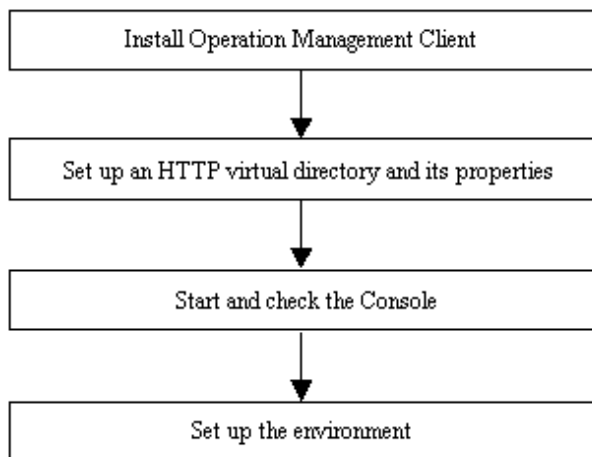 Install Operation Management Client
Set up an HTTP virtual directory and its properties
Start and check the Console
Set up the environment